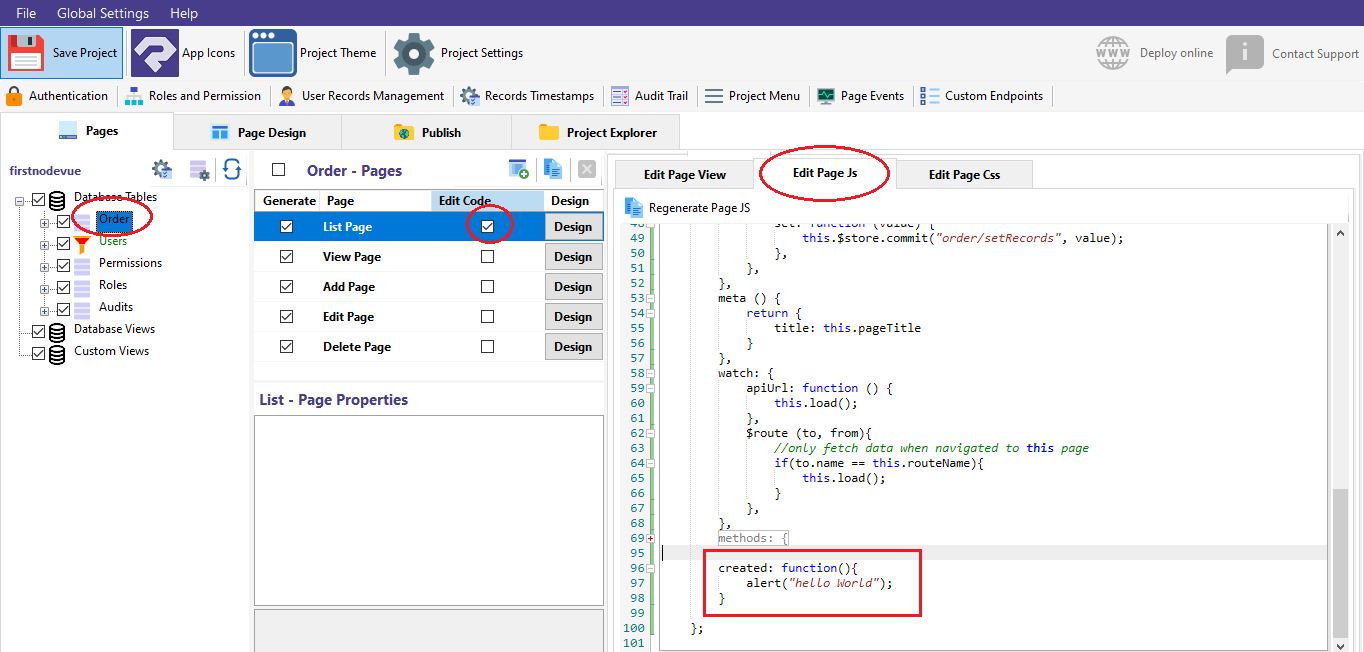 File Global Settings Help
Save Project App Icons Project Theme Project Settings WWW Deploy online Contact Support
Authentication Roles and Permission User Records Management Records Timestamps Audit Trail Project Menu Page Events Custom Endpoints
Pages Page Design Publish Project Explorer
firstnodevue
Database Tables
Order
Users
Permissions
Roles
Audits
Database Views
Custom Views
Order - Pages
Generate Page Edit Code Design
List Page Design
View Page Design
Add Page Design
Edit Page Design
Delete Page Design
List - Page Properties
Edit Page View Edit Page Js Edit Page Css
Regenerate Page JS
48 set: function (value) {
49 this.$store.commit("order/setRecords", value);
50 },
51 },
52 },
53 meta () {
54 return {
55 title: this.pageTitle
56 }
57 },
58 watch: {
59 apiUrl: function () {
60 this.load();
61 },
62 $route (to, from){
63 //only fetch data when navigated to this page
64 if(to.name == this.routeName){
65 this.load();
66 }
67 },
68 },
69 methods: {
95
96 created: function(){
97 alert("hello World");
98 }
99
100 };
101